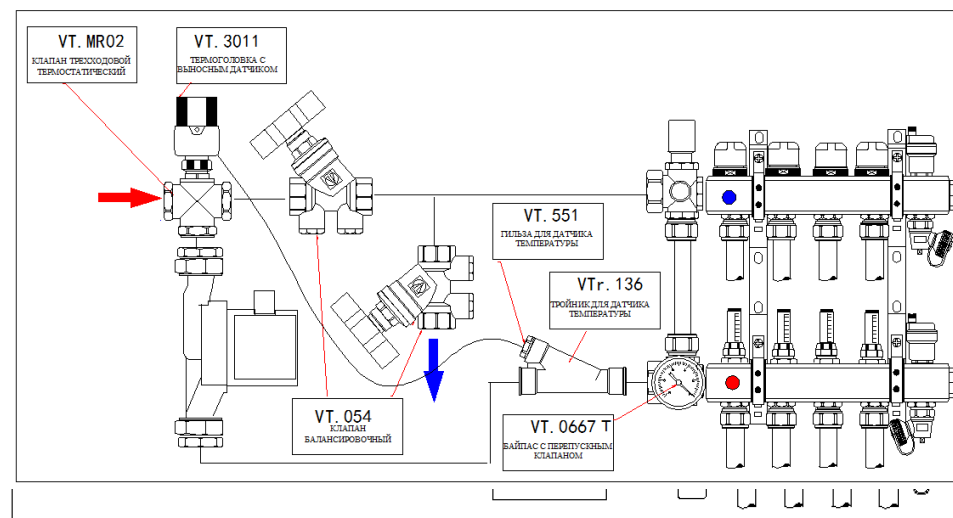 VT. MR02
КЛАПАН ТРЕХХОДОВОЙ
ТЕРМОСТАТИЧЕСКИЙ
VT. 3011
ТЕРМОГОЛОВКА С
ВЫНОСНЫМ ДАТЧИКОМ
VT. 551
ГИЛЬЗА ДЛЯ ДАТЧИКА
ТЕМПЕРАТУРЫ
VTr. 136
ТРОЙНИК ДЛЯ ДАТЧИКА
ТЕМПЕРАТУРЫ
VT. 054
КЛАПАН
БАЛАНСИРОВОЧНЫЙ
VT. 0667 T
БАЙПАС С ПЕРЕПУСКНЫМ
КЛАПАНОМ